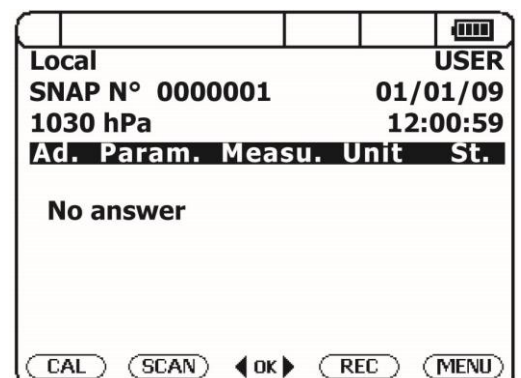 Local USER
SNAP N° 0000001 01/01/09
1030 hPa 12:00:59
Ad. Param. Measu. Unit St.
No answer
CAL SCAN OK REC MENU